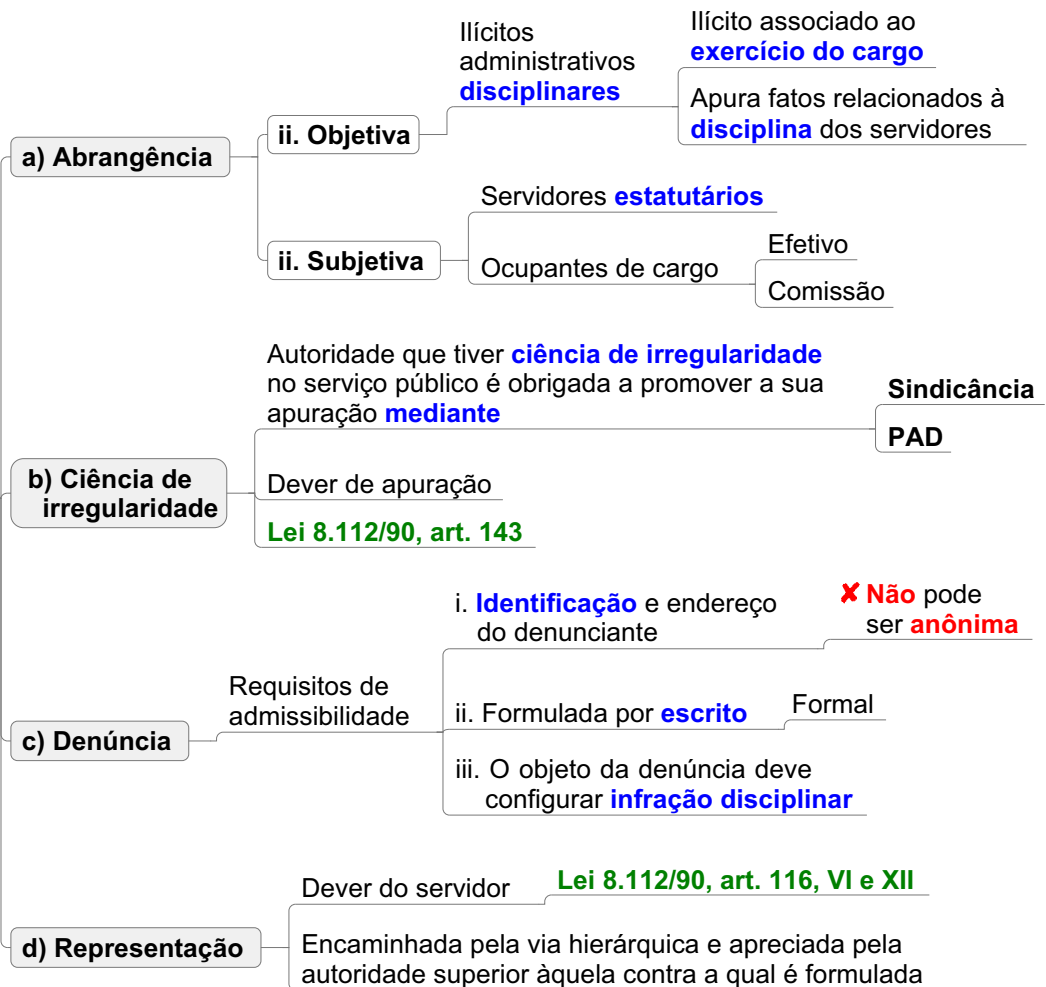 a) Abrangência
ii. Objetiva
Ilícitos
administrativos
disciplinares
Ilícito associado ao
exercício do cargo
Apura fatos relacionados à
disciplina dos servidores
ii. Subjetiva
Servidores estatutários
Ocupantes de cargo
Efetivo
Comissão
b) Ciência de
irregularidade
Autoridade que tiver ciência de irregularidade
no serviço público é obrigada a promover a sua
apuração mediante
Sindicância
PAD
Dever de apuração
Lei 8.112/90, art. 143
c) Denúncia
Requisitos de
admissibilidade
i. Identificação e endereço
do denunciante
✘ Não pode
ser anônima
ii. Formulada por escrito
Formal
iii. O objeto da denúncia deve
configurar infração disciplinar
d) Representação
Dever do servidor
Lei 8.112/90, art. 116, VI e XII
Encaminhada pela via hierárquica e apreciada pela
autoridade superior àquela contra a qual é formulada